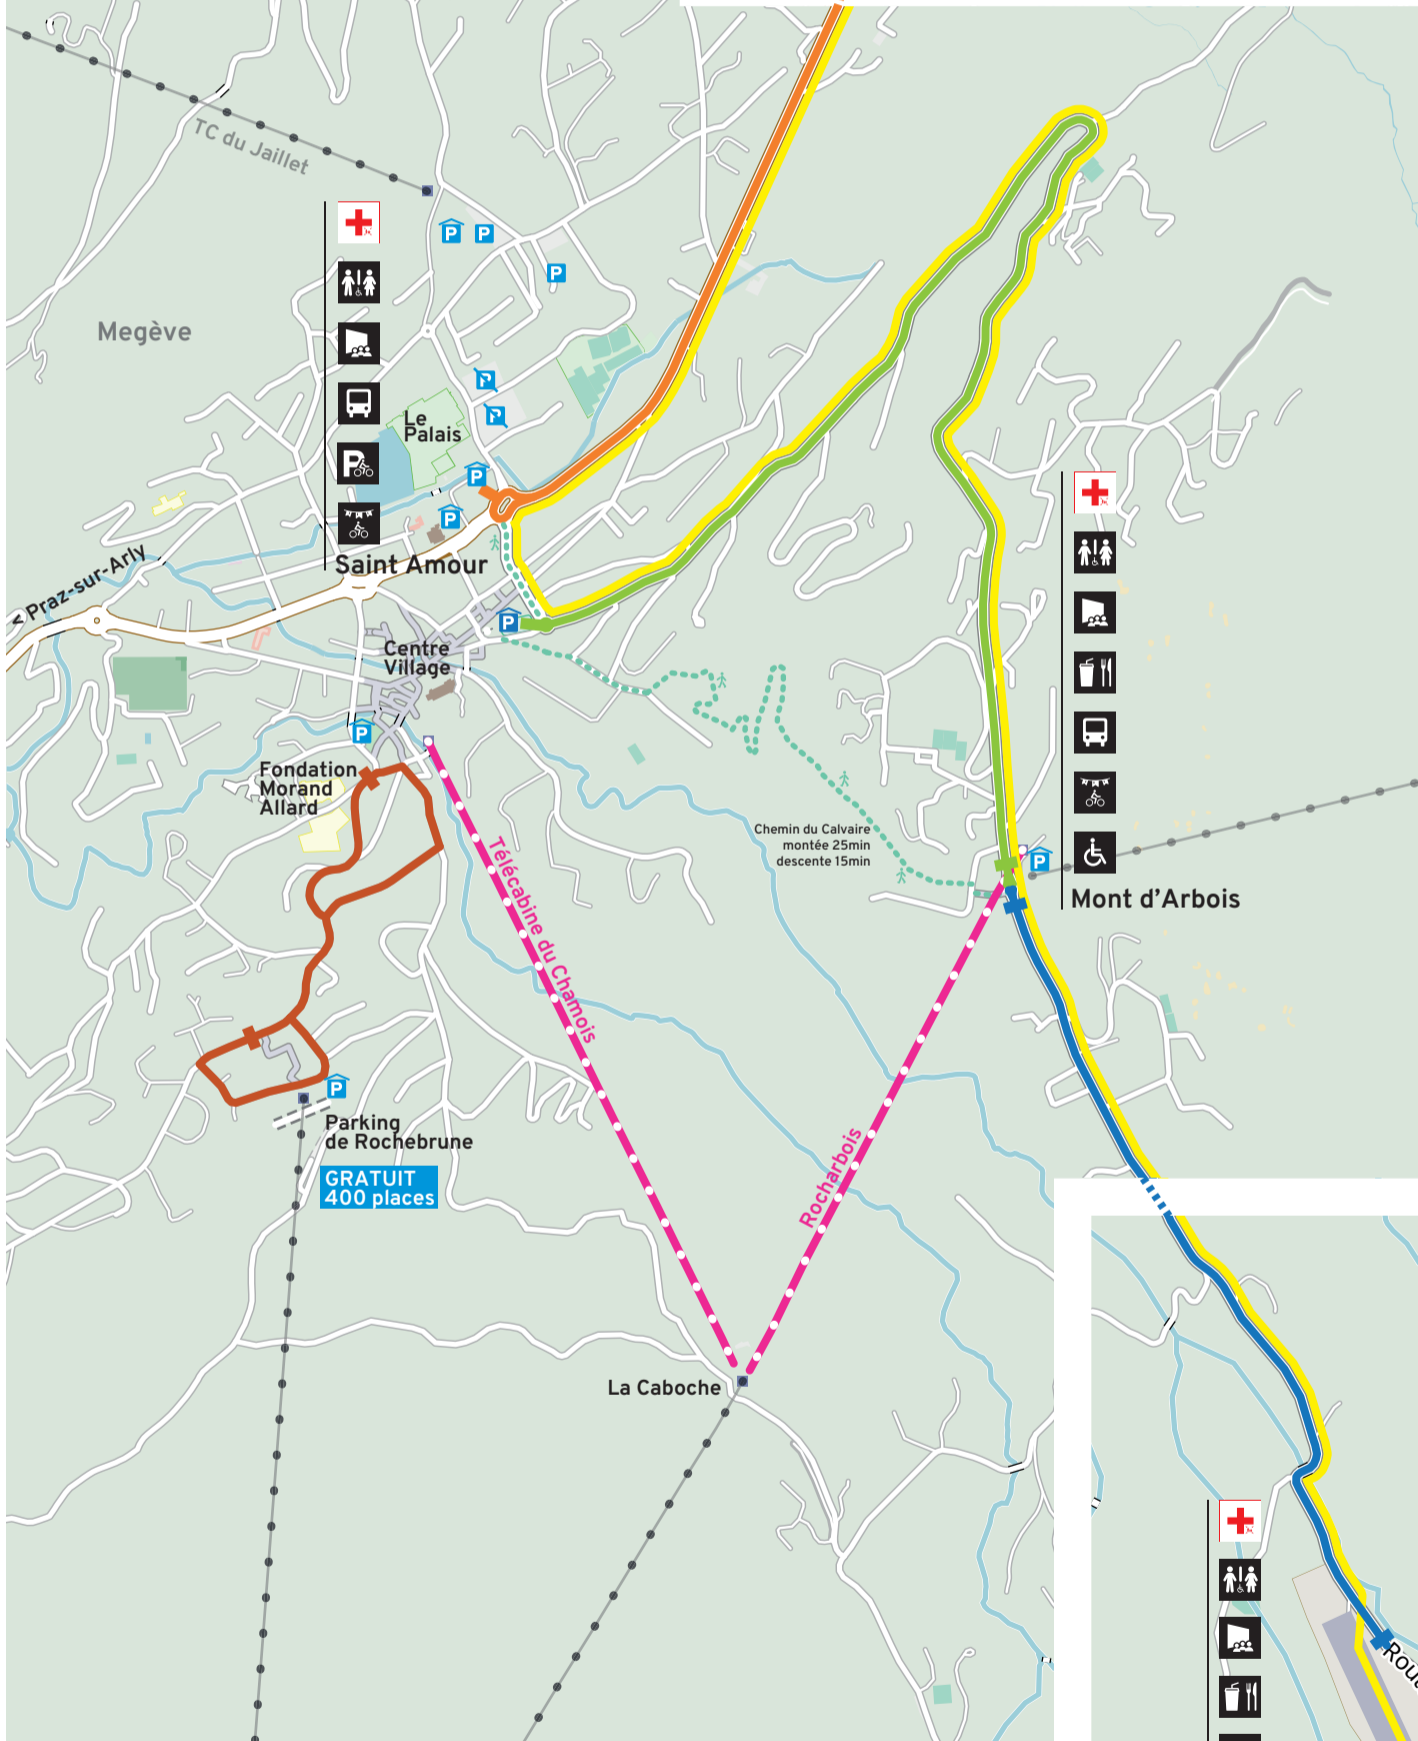 TC du Jaillet
P
P
P
Megève
P
P
Le
Palais
P
P
P
Saint Amour
< Praz-sur-Arly
P
Centre
Village
P
Fondation
Morand
Allard
Télécabine du Chamois
Chemin du Calvaire
montée 25min
descente 15min
P
Mont d'Arbois
P
Parking
de Rochebrune
GRATUIT
400 places
Rocharbois
La Caboche